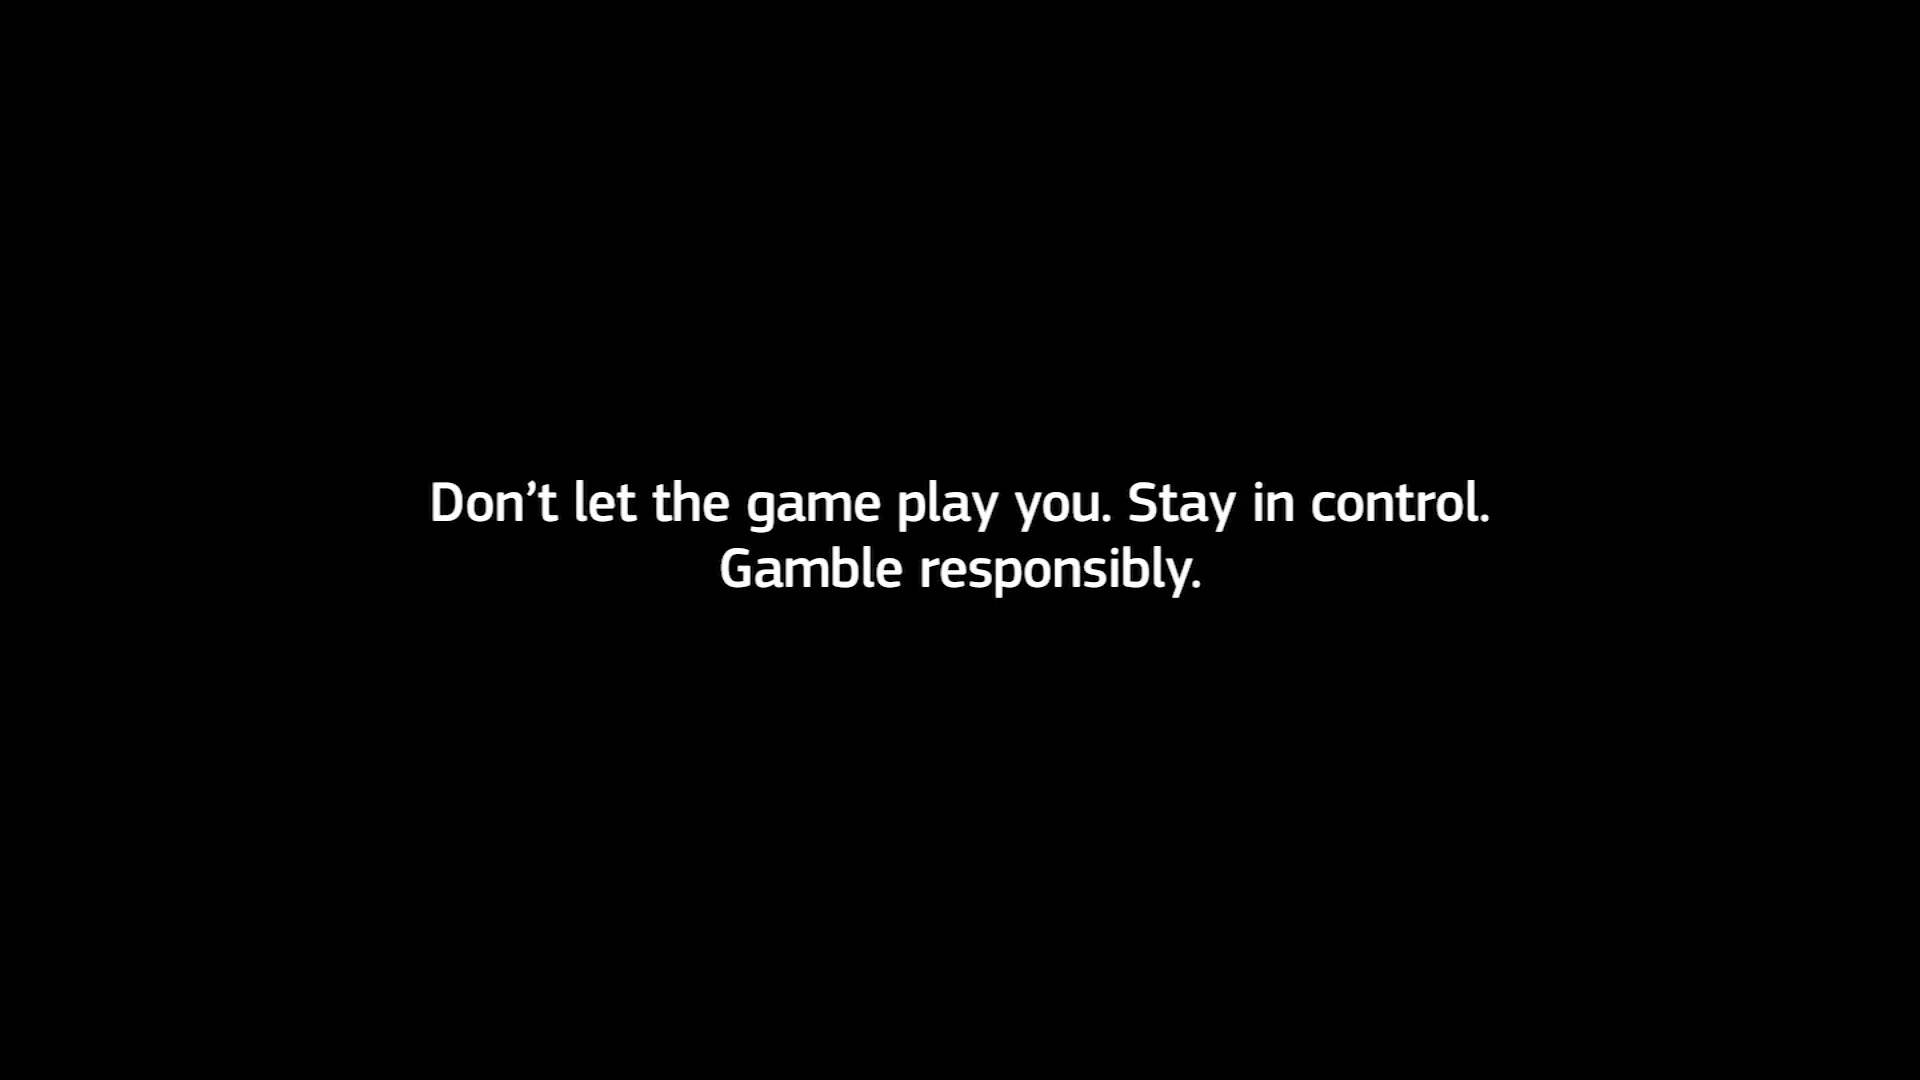 Don’t let the game play you. Stay in control.
Gamble responsibly.